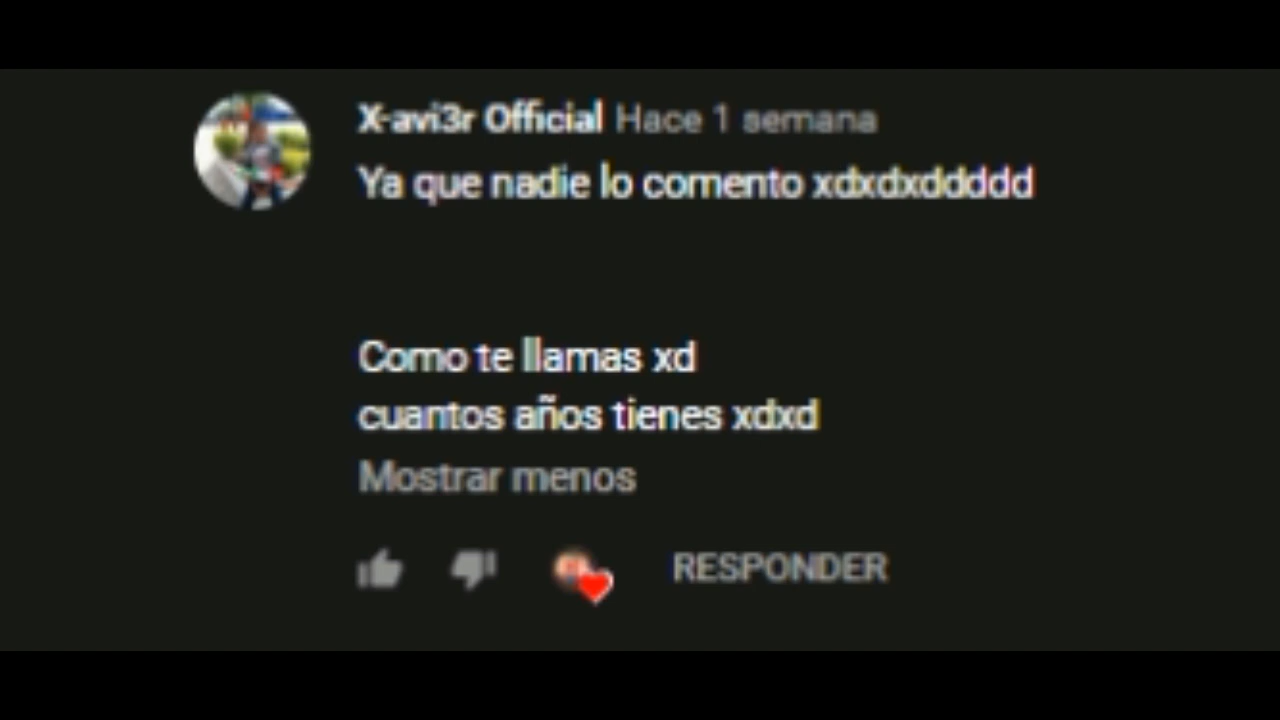 X-avi3r Official Hace 1 semana
Ya que nadie lo comento xdxdxddddd
Como te llamas xd
cuantos años tienes xdxd
Mostrar menos
RESPONDER